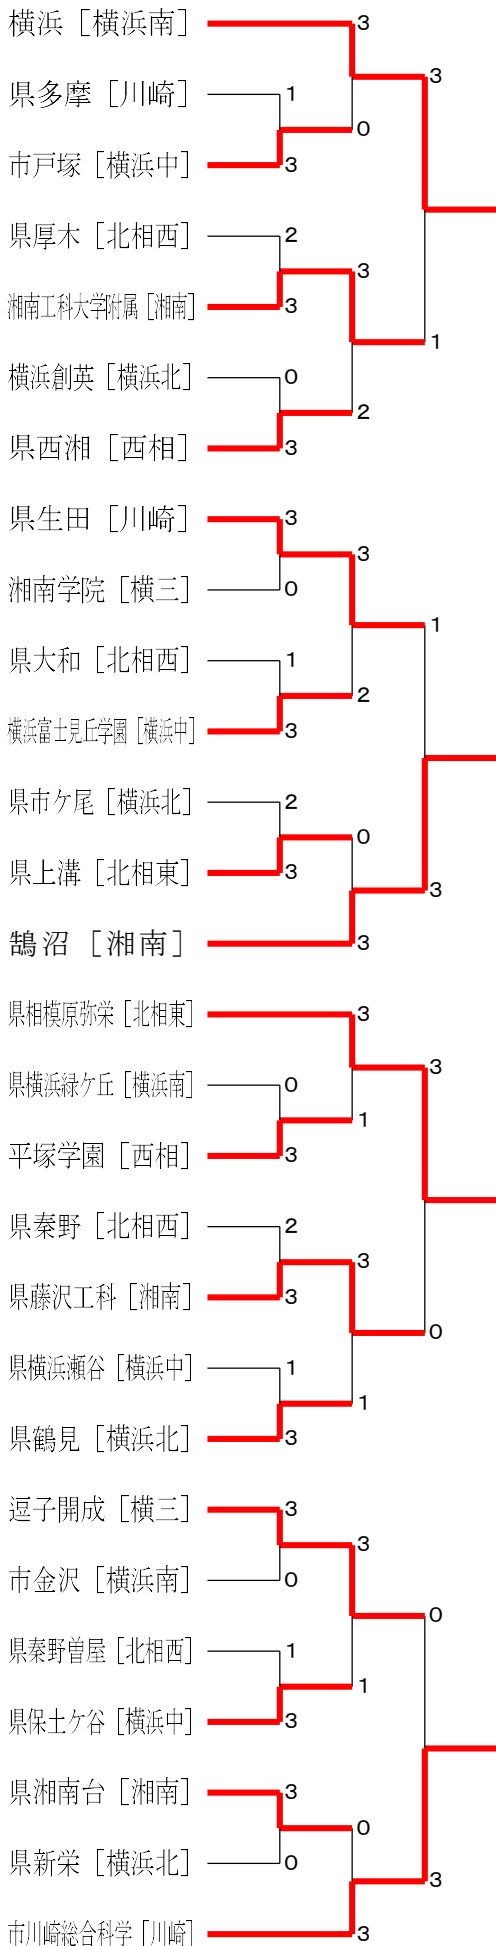 横浜［横浜南］
3
3
県多摩［川崎］
1
0
市戸塚［横浜中］
3
県厚木［北相西］
2
3
湘南工科大学附属［湘南］
3
1
横浜創英［横浜北］
0
2
県西湘［西相］
3
県生田［川崎］
3
3
湘南学院［横三］
0
1
県大和［北相西］
1
2
横浜富士見丘学園［横浜中］
3
県市ケ尾［横浜北］
2
0
県上溝［北相東］
3
3
鵠沼［湘南］
3
県相模原弥栄［北相東］
3
3
県横浜緑ケ丘［横浜南］
0
1
平塚学園［西相］
3
県秦野［北相西］
2
3
県藤沢工科［湘南］
3
0
県横浜瀬谷［横浜中］
1
1
県鶴見［横浜北］
3
逗子開成［横三］
3
3
市金沢［横浜南］
0
0
県秦野曽屋［北相西］
1
1
県保土ケ谷［横浜中］
3
県湘南台［湘南］
3
0
県新栄［横浜北］
0
3
市川崎総合科学［川崎］
3